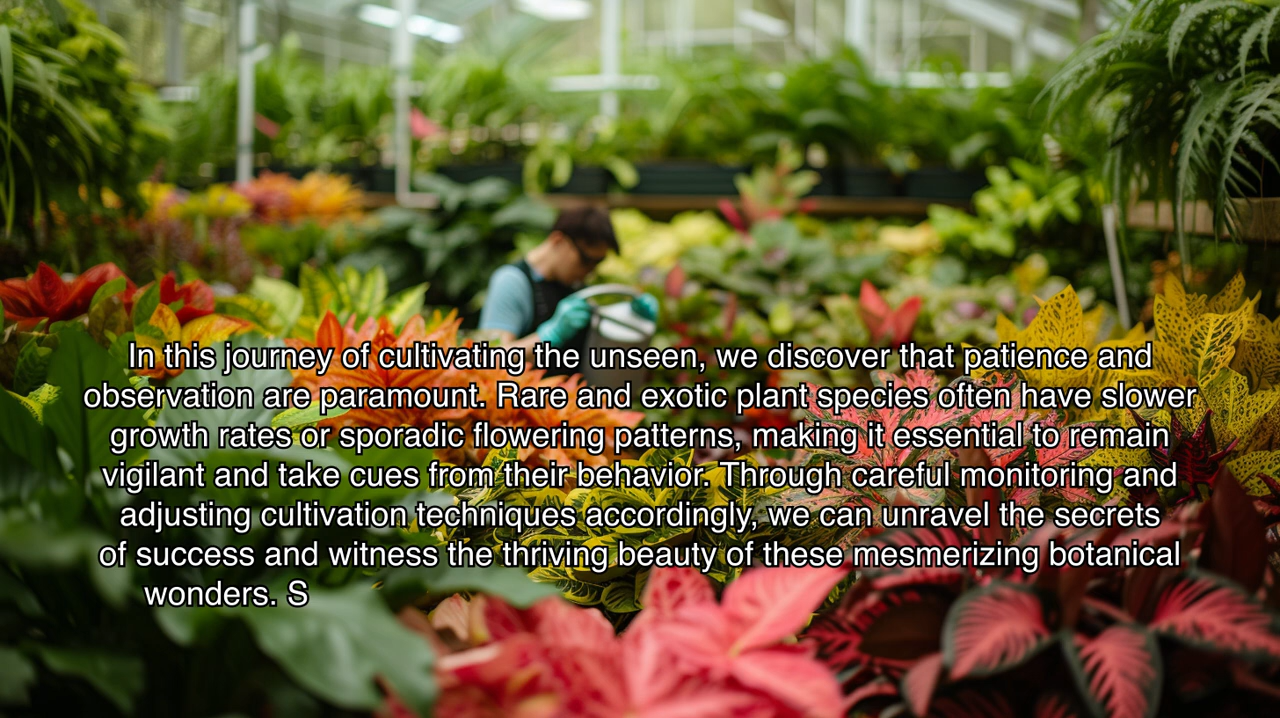 In this journey of cultivating the unseen, we discover that patience and
observation are paramount. Rare and exotic plant species often have slower
growth rates or sporadic flowering patterns, making it essential to remain
vigilant and take cues from their behavior. Through careful monitoring and
adjusting cultivation techniques accordingly, we can unravel the secrets
of success and witness the thriving beauty of these mesmerizing botanical
wonders. S